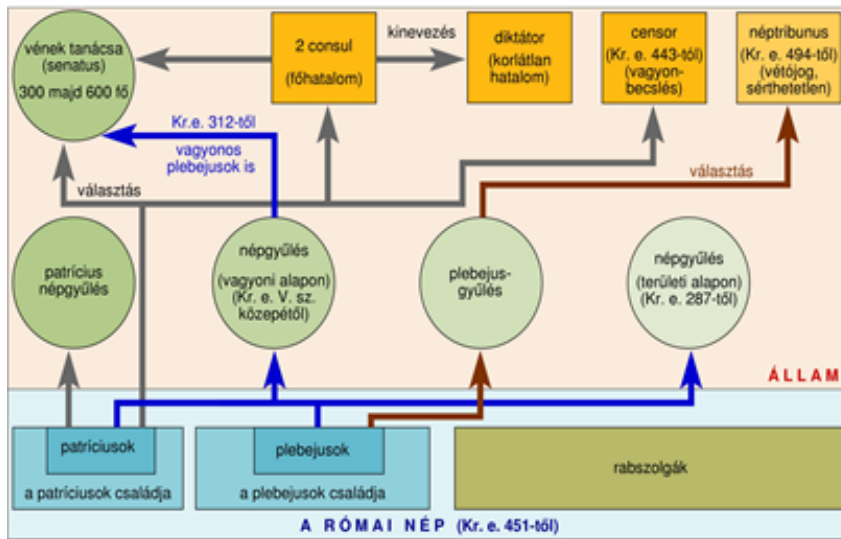 vének tanácsa
(senatus)
300 majd 600 fő
2 consul
(főhatalom)
kinevezés
diktátor
(korlátlan
hatalom)
censor
(Kr. e. 443-tól)
(vagyon-
becslés)
néptribunus
(Kr. e. 494-től)
(vétójog,
sérthetetlen)
Kr.e. 312-től
vagyonos
plebejusok is
választás
választás
patrícius
népgyűlés
népgyűlés
(vagyoni alapon)
(Kr. e. V. sz.
közepétől)
plebejus-
gyűlés
népgyűlés
(területi alapon)
(Kr. e. 287-től)
ÁLLAM
patríciusok
a patríciusok családja
plebejusok
a plebejusok családja
rabszolgák
A RÓMAI NÉP (Kr. e. 451-től)